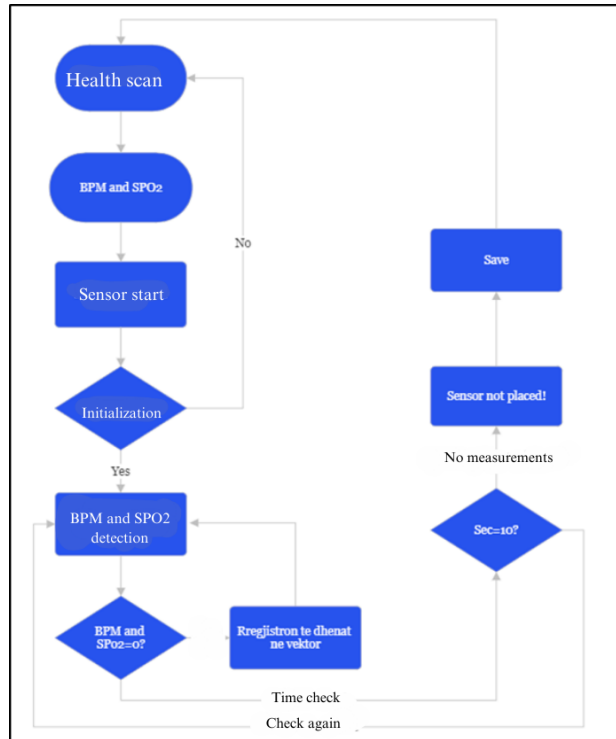 Health scan
BPM and SPO2
No
Save
Sensor start
Sensor not placed!
Initialization
No measurements
Yes
BPM and SPO2
detection
Sec=10?
BPM and
SPo2=0?
Rregjistron te dhenat
ne vektor
Time check
Check again